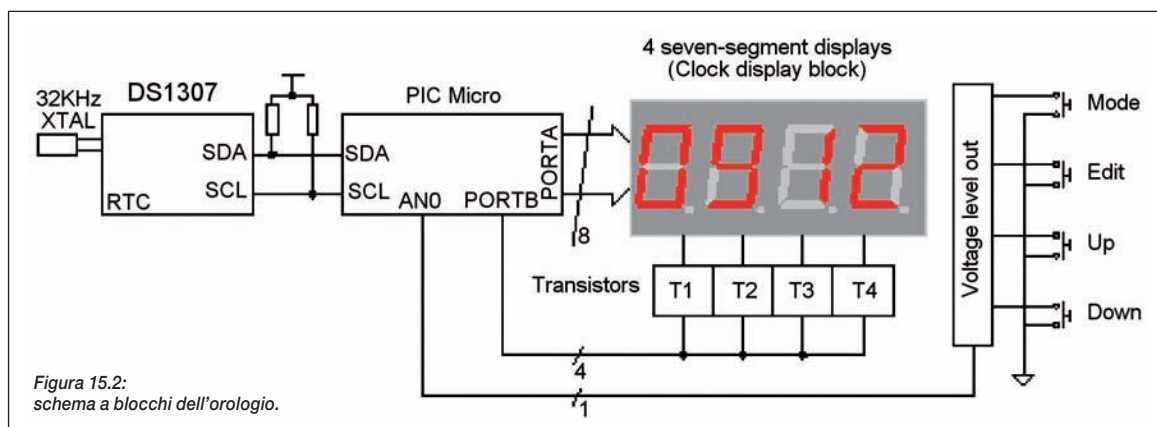 4 seven-segment displays
(Clock display block)
DS1307
32KHz
XTAL
SDA
SCL
RTC
PIC Micro
SDA
SCL
AN0
PORTB
PORTA
8
0912
Transistors
T1
T2
T3
T4
4
1
Voltage level out
Mode
Edit
Up
Down
Figura 15.2:
schema a blocchi dell'orologio.